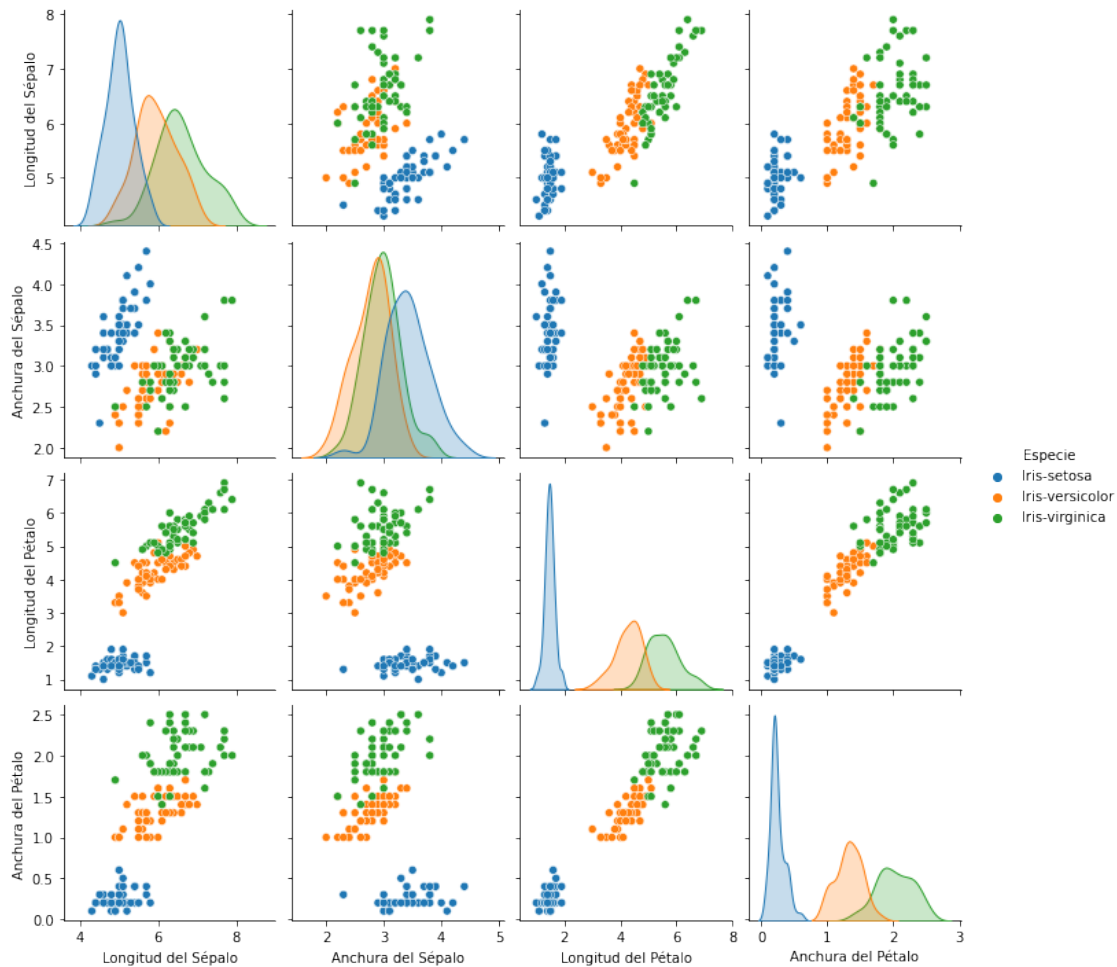 Longitud del Sépalo
8
7
6
5
Anchura del Sépalo
4.5
4.0
3.5
3.0
2.5
2.0
Longitud del Pétalo
7
6
5
4
3
2
1
Anchura del Pétalo
2.5
2.0
1.5
1.0
0.5
0.0
4 6 8
Longitud del Sépalo
2 3 4 5
Anchura del Sépalo
2 4 6 8
Longitud del Pétalo
0 1 2 3
Anchura del Pétalo
Especie
Iris-setosa
Iris-versicolor
Iris-virginica